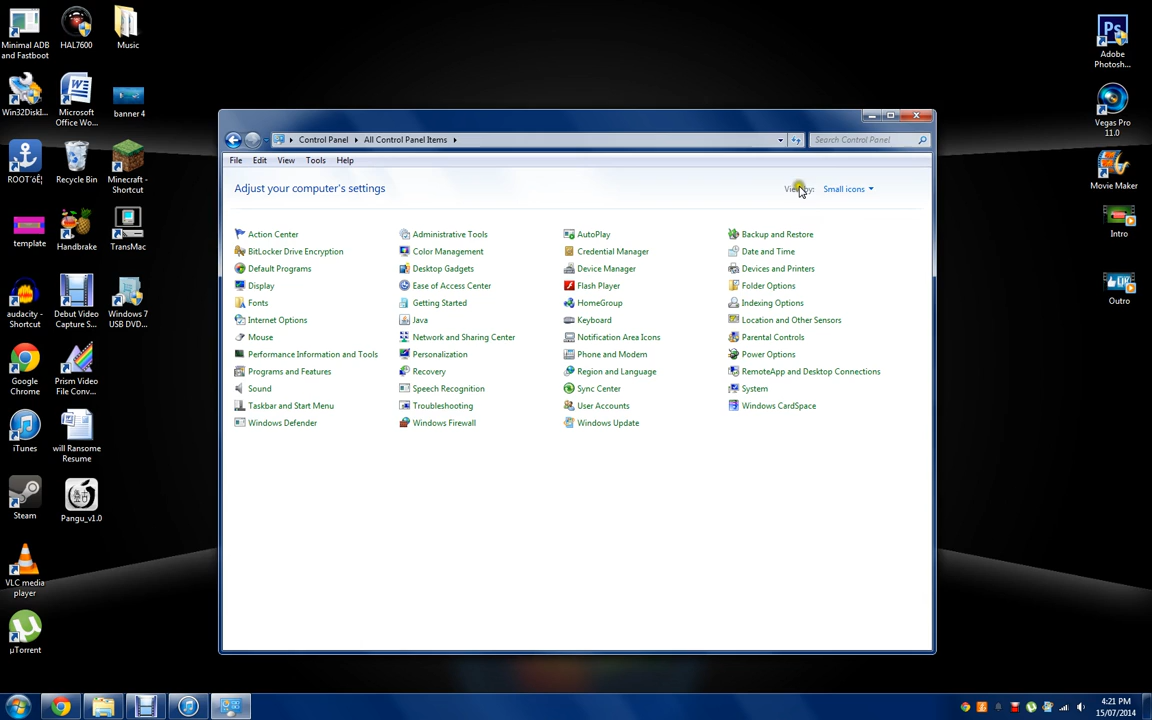 Minimal ADB
and Fastboot
HAL7600
Music
Win32Diskl...
Microsoft
Office Wo...
banner 4
Recycle Bin
Minecraft -
Shortcut
template
Handbrake
TransMac
audacity -
Shortcut
Debut Video
Capture S...
Windows 7
USB DVD...
Google
Chrome
Prism Video
File Conv...
iTunes
will Ransome
Resume
Steam
Pangu_v1.0
VLC media
player
µTorrent
Control Panel
All Control Panel Items
Search Control Panel
File Edit View Tools Help
Adjust your computer's settings
View by: Small icons
Action Center
Administrative Tools
AutoPlay
Backup and Restore
BitLocker Drive Encryption
Color Management
Credential Manager
Date and Time
Default Programs
Desktop Gadgets
Device Manager
Devices and Printers
Display
Ease of Access Center
Flash Player
Folder Options
Fonts
Getting Started
HomeGroup
Indexing Options
Internet Options
Java
Keyboard
Location and Other Sensors
Mouse
Network and Sharing Center
Notification Area Icons
Parental Controls
Performance Information and Tools
Personalization
Phone and Modem
Power Options
Programs and Features
Recovery
Region and Language
RemoteApp and Desktop Connections
Sound
Speech Recognition
Sync Center
System
Taskbar and Start Menu
Troubleshooting
User Accounts
Windows CardSpace
Windows Defender
Windows Firewall
Windows Update
Ps
Adobe
Photosh...
Vegas Pro
11.0
Movie Maker
Intro
Outro
4:21 PM
15/07/2014